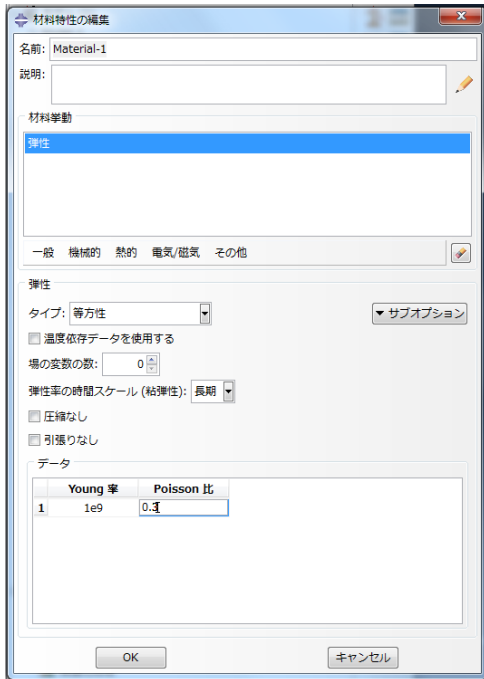 材料特性の編集
名前: Material-1
説明:
材料挙動
弾性
一般 機械的 熱的 電気/磁気 その他
弾性
タイプ: 等方性 サブオプション
温度依存データを使用する
場の変数の数: 0
弾性率の時間スケール (粘弾性): 長期
圧縮なし
引張りなし
データ
Young 率 Poisson 比
1 1e9 0.3
OK キャンセル